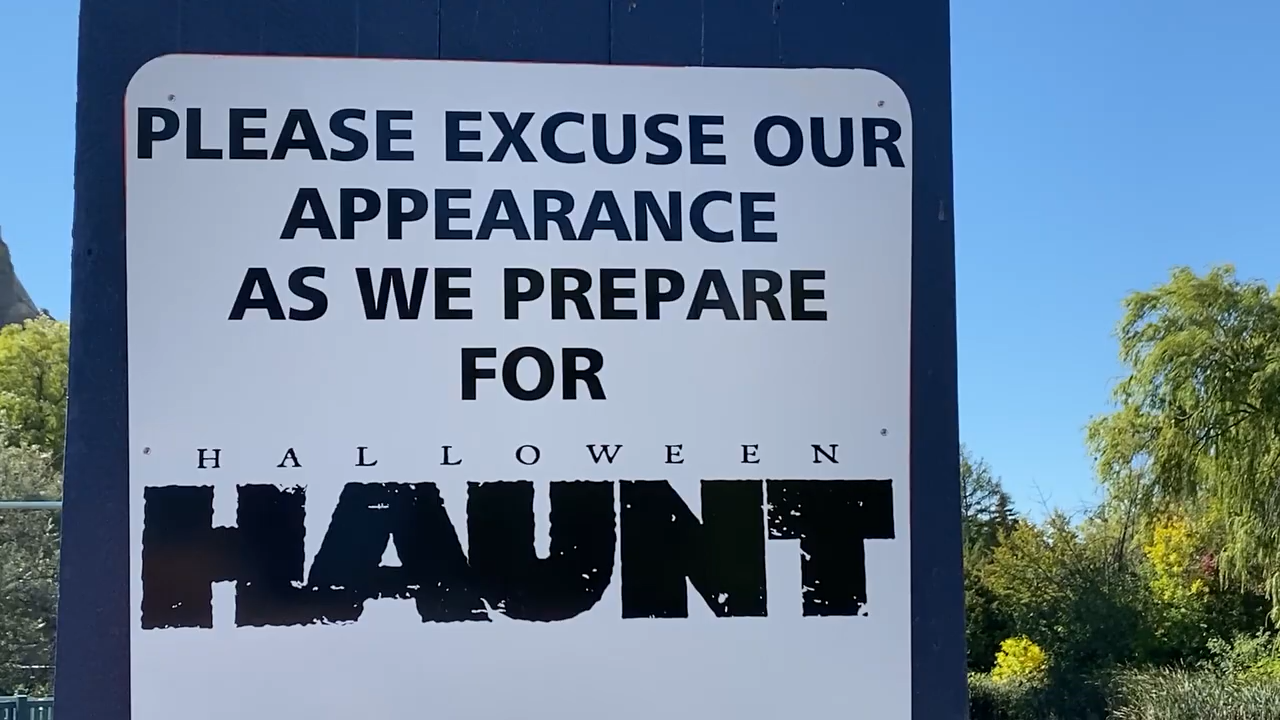 PLEASE EXCUSE OUR
APPEARANCE
AS WE PREPARE
FOR
HALLOWEEN
HAUNT